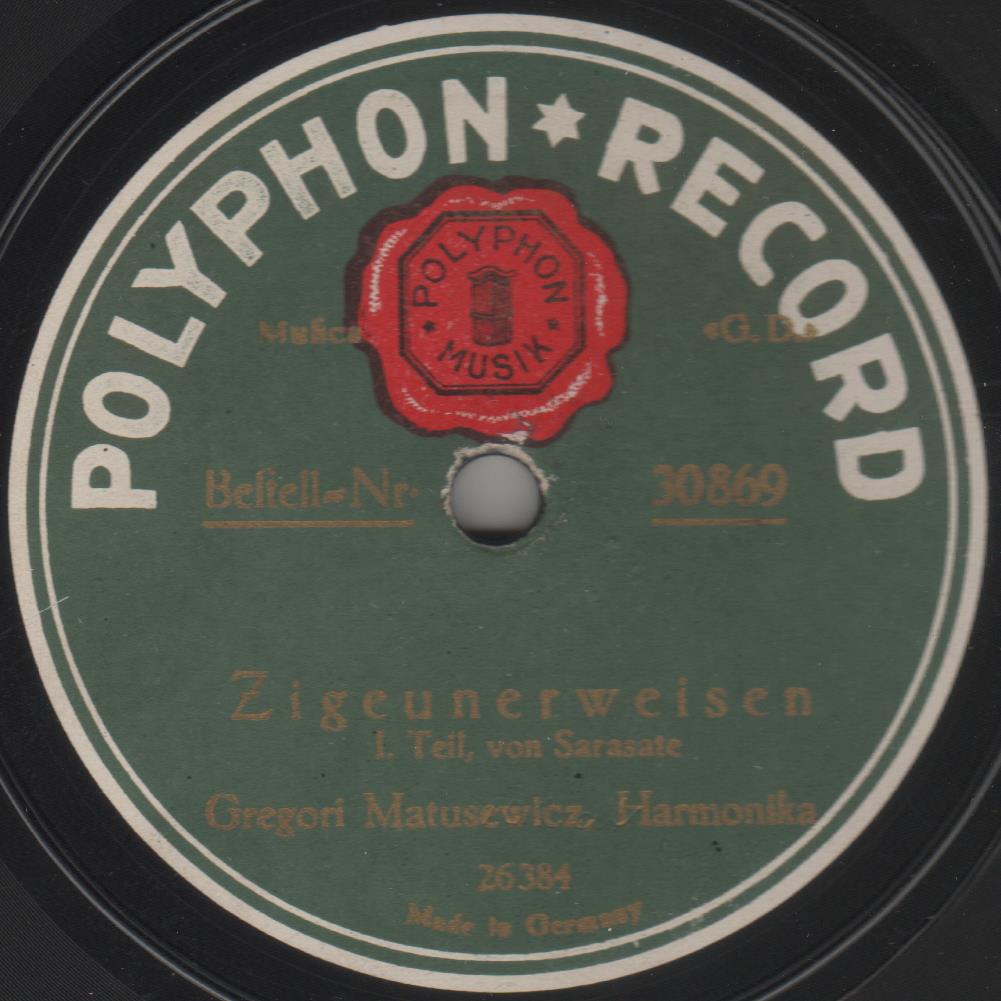 POLYPHON ★ RECORD
POLYPHON
★ MUSIK ★
Musica «G. D.»
Bestell-Nr. 30869
Zigeunerweisen
I. Teil, von Sarasate
Gregori Matusewicz, Harmonika
26384
Made in Germany